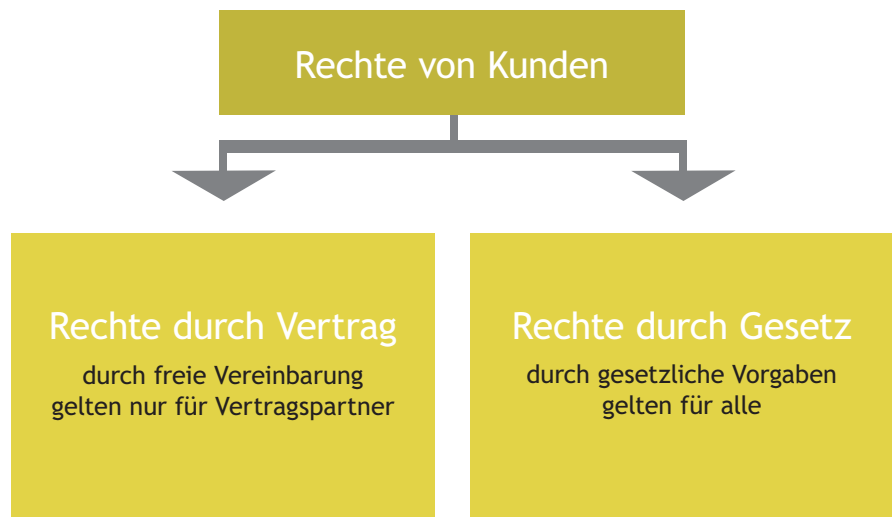 Rechte von Kunden
Rechte durch Vertrag
durch freie Vereinbarung
gelten nur für Vertragspartner
Rechte durch Gesetz
durch gesetzliche Vorgaben
gelten für alle